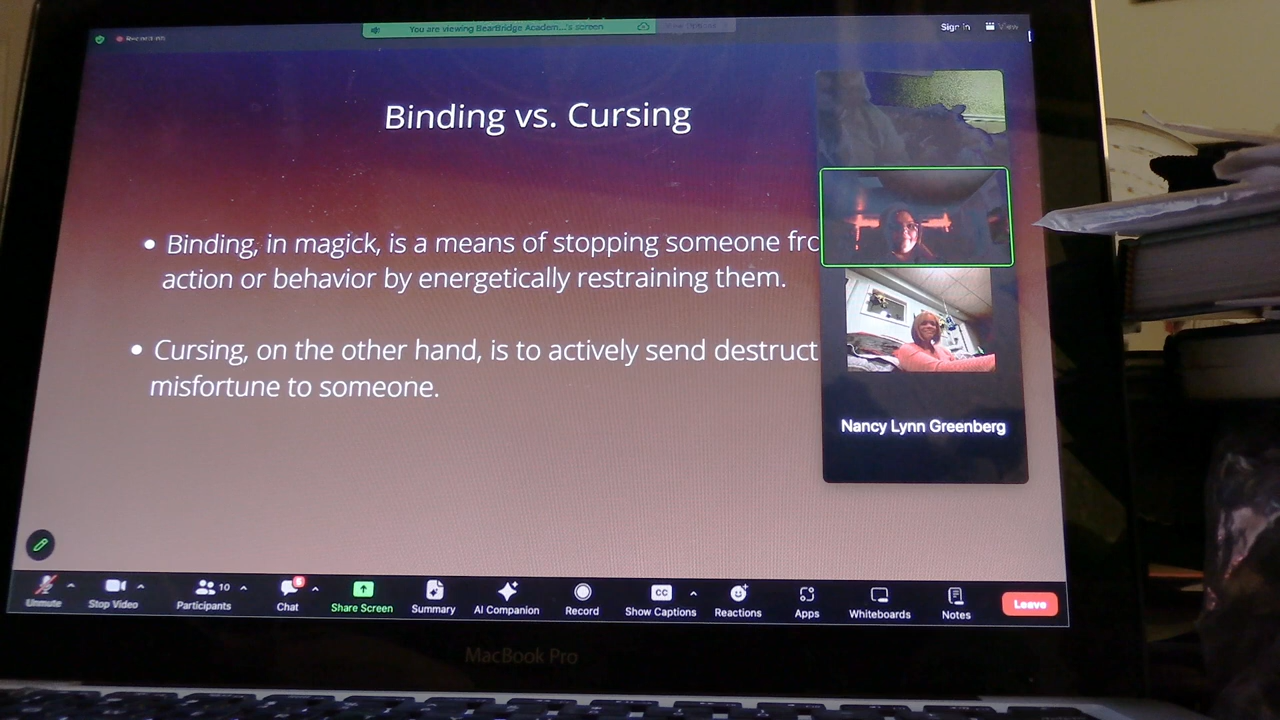 You are viewing BearBridge Academ...'s screen
Sign in
View
Binding vs. Cursing
• Binding, in magick, is a means of stopping someone fro
action or behavior by energetically restraining them.
• Cursing, on the other hand, is to actively send destruct
misfortune to someone.
Nancy Lynn Greenberg
Unmute
Stop Video
Participants
10
Chat
Share Screen
Summary
AI Companion
Record
CC
Show Captions
Reactions
Apps
Whiteboards
Notes
Leave
MacBook Pro